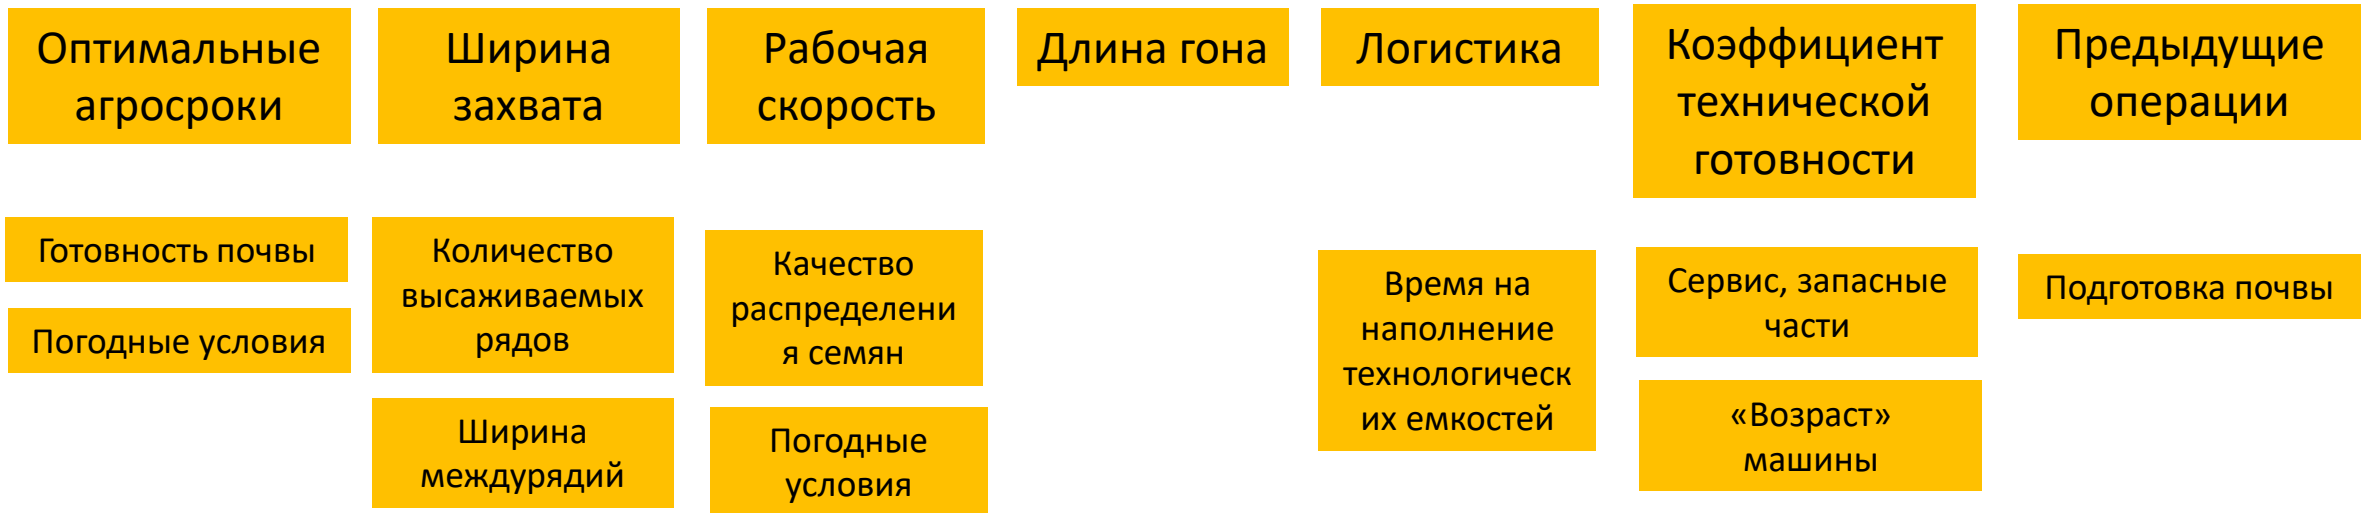 Оптимальные
агросроки
Ширина
захвата
Рабочая
скорость
Длина гона
Логистика
Коэффициент
технической
готовности
Предыдущие
операции
Готовность почвы
Погодные условия
Количество
высаживаемых
рядов
Ширина
междурядий
Качество
распределени
я семян
Погодные
условия
Время на
наполнение
технологическ
их емкостей
Сервис, запасные
части
«Возраст»
машины
Подготовка почвы